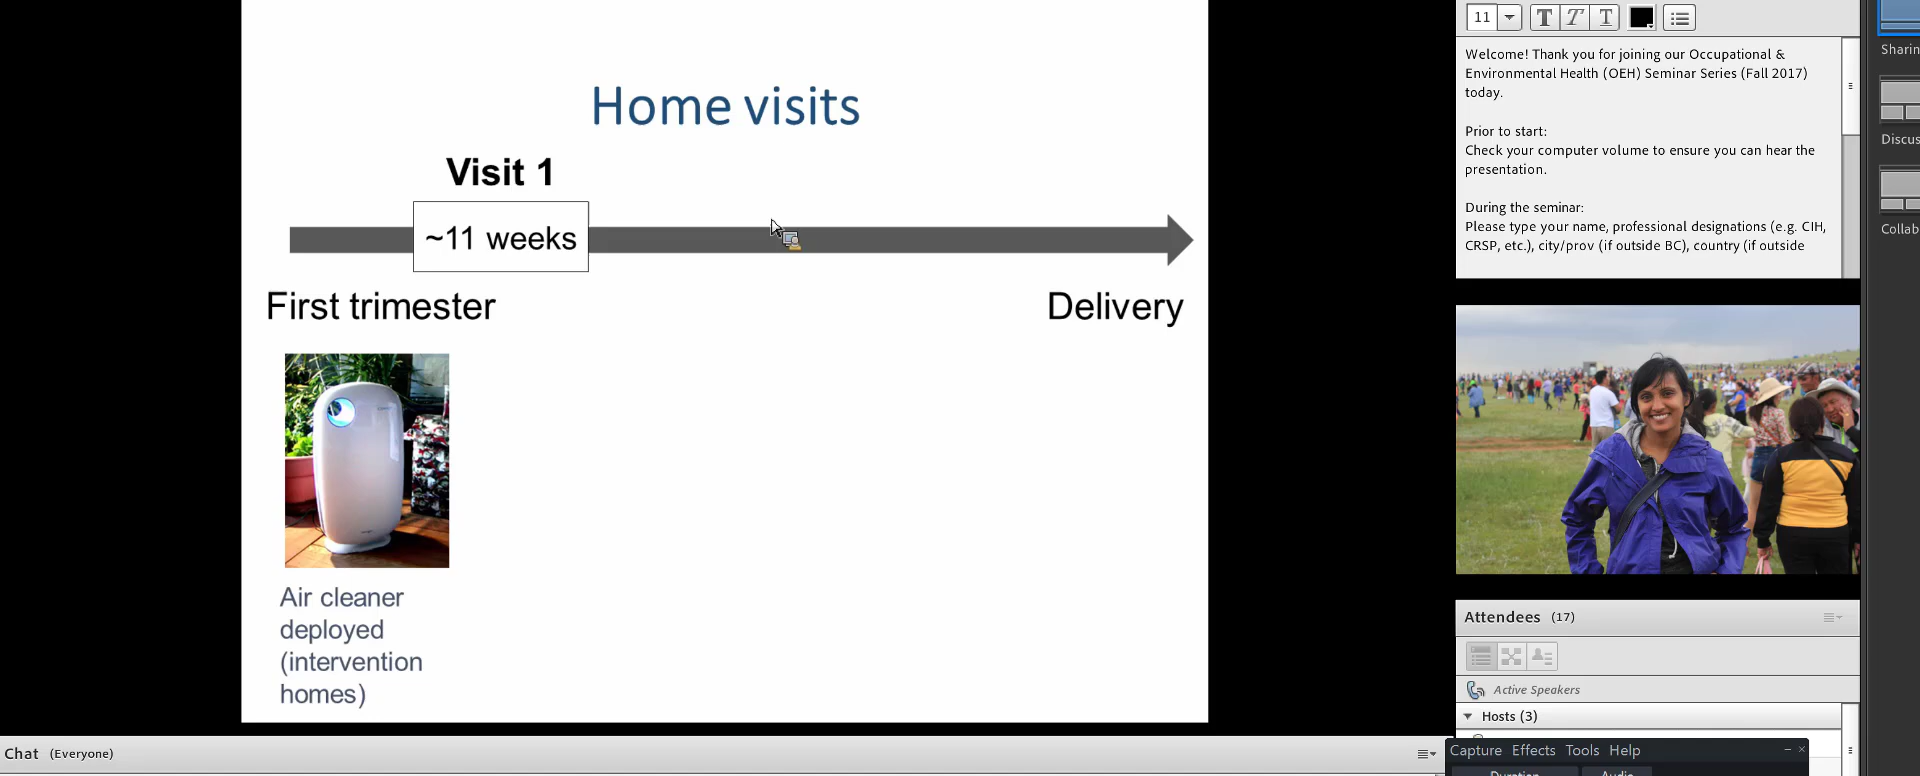 Home visits
Visit 1
~11 weeks
First trimester
Delivery
Air cleaner
deployed
(intervention
homes)
11
T T T
Welcome! Thank you for joining our Occupational &
Environmental Health (OEH) Seminar Series (Fall 2017)
today.
Prior to start:
Check your computer volume to ensure you can hear the
presentation.
During the seminar:
Please type your name, professional designations (e.g. CIH,
CRSP, etc.), city/prov (if outside BC), country (if outside
Sharin
Discus
Collab
Attendees (17)
Active Speakers
Hosts (3)
Chat (Everyone)
Capture Effects Tools Help
Duration Audio